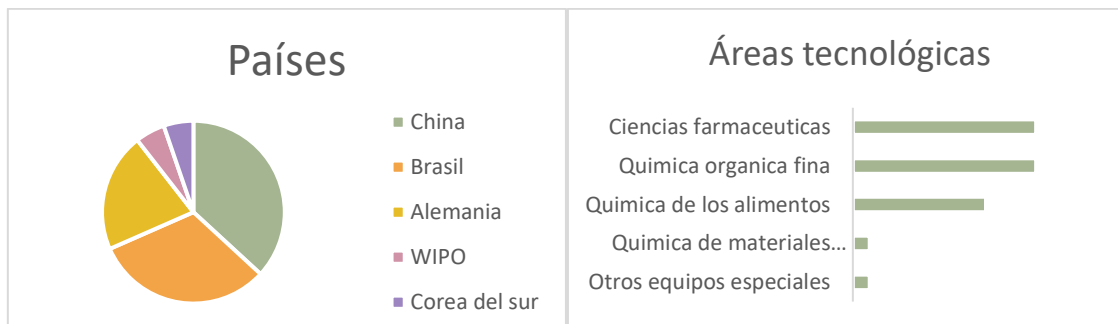 Países
China
Brasil
Alemania
WIPO
Corea del sur
Áreas tecnológicas
Ciencias farmaceuticas
Quimica organica fina
Quimica de los alimentos
Quimica de materiales...
Otros equipos especiales